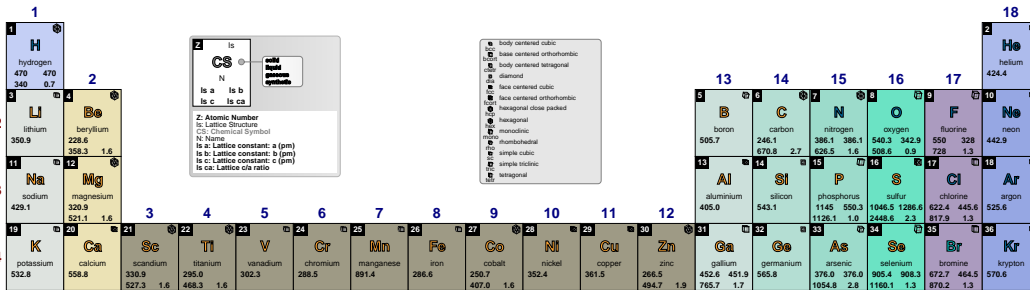 1
18
1
H
hydrogen
470 470
340 0.7
2
He
helium
424.4
Z
Is
CS
N
Is a Is b
Is c Is ca
solid
liquid
gaseous
synthetic
Z: Atomic Number
Is: Lattice Structure
CS: Chemical Symbol
N: Name
Is a: Lattice constant: a (pm)
Is b: Lattice constant: b (pm)
Is c: Lattice constant: c (pm)
Is ca: Lattice c/a ratio
bcc body centered cubic
bcort base centered orthorhombic
ctetr body centered tetragonal
dia diamond
fcc face centered cubic
fcort face centered orthorhombic
hcp hexagonal close packed
hex hexagonal
mono monoclinic
rho rhombohedral
sc simple cubic
tric simple triclinic
tetr tetragonal
2
13 14 15 16 17
2
3
Li
lithium
350.9
4
Be
beryllium
228.6
358.3 1.6
5
B
boron
505.7
6
C
carbon
246.1
670.8 2.7
7
N
nitrogen
386.1 386.1
626.5 1.6
8
O
oxygen
540.3 342.9
508.6 0.9
9
F
fluorine
550 328
728 1.3
10
Ne
neon
442.9
3
11
Na
sodium
429.1
12
Mg
magnesium
320.9
521.1 1.6
3 4 5 6 7 8 9 10 11 12
13
Al
aluminium
405.0
14
Si
silicon
543.1
15
P
phosphorus
1145 550.3
1126.1 1.0
16
S
sulfur
1046.5 1286.6
2448.6 2.3
17
Cl
chlorine
622.4 445.6
817.9 1.3
18
Ar
argon
525.6
4
19
K
potassium
532.8
20
Ca
calcium
558.8
21
Sc
scandium
330.9
527.3 1.6
22
Ti
titanium
295.0
468.3 1.6
23
V
vanadium
302.3
24
Cr
chromium
288.5
25
Mn
manganese
891.4
26
Fe
iron
286.6
27
Co
cobalt
250.7
407.0 1.6
28
Ni
nickel
352.4
29
Cu
copper
361.5
30
Zn
zinc
266.5
494.7 1.9
31
Ga
gallium
452.6 451.9
765.7 1.7
32
Ge
germanium
565.8
33
As
arsenic
376.0 376.0
1054.8 2.8
34
Se
selenium
905.4 908.3
1160.1 1.3
35
Br
bromine
672.7 464.5
870.2 1.3
36
Kr
krypton
570.6